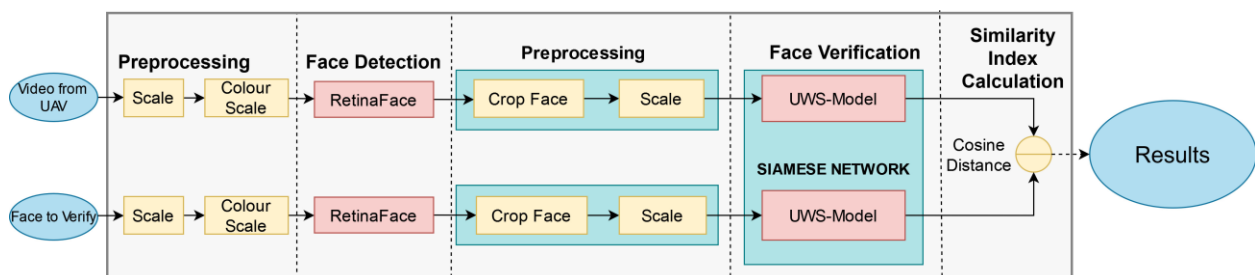 Preprocessing
Face Detection
Preprocessing
Face Verification
Similarity
Index
Calculation
Video from
UAV
Scale
Colour
Scale
RetinaFace
Crop Face
Scale
UWS-Model
Cosine
Distance
Results
SIAMESE NETWORK
Face to Verify
Scale
Colour
Scale
RetinaFace
Crop Face
Scale
UWS-Model